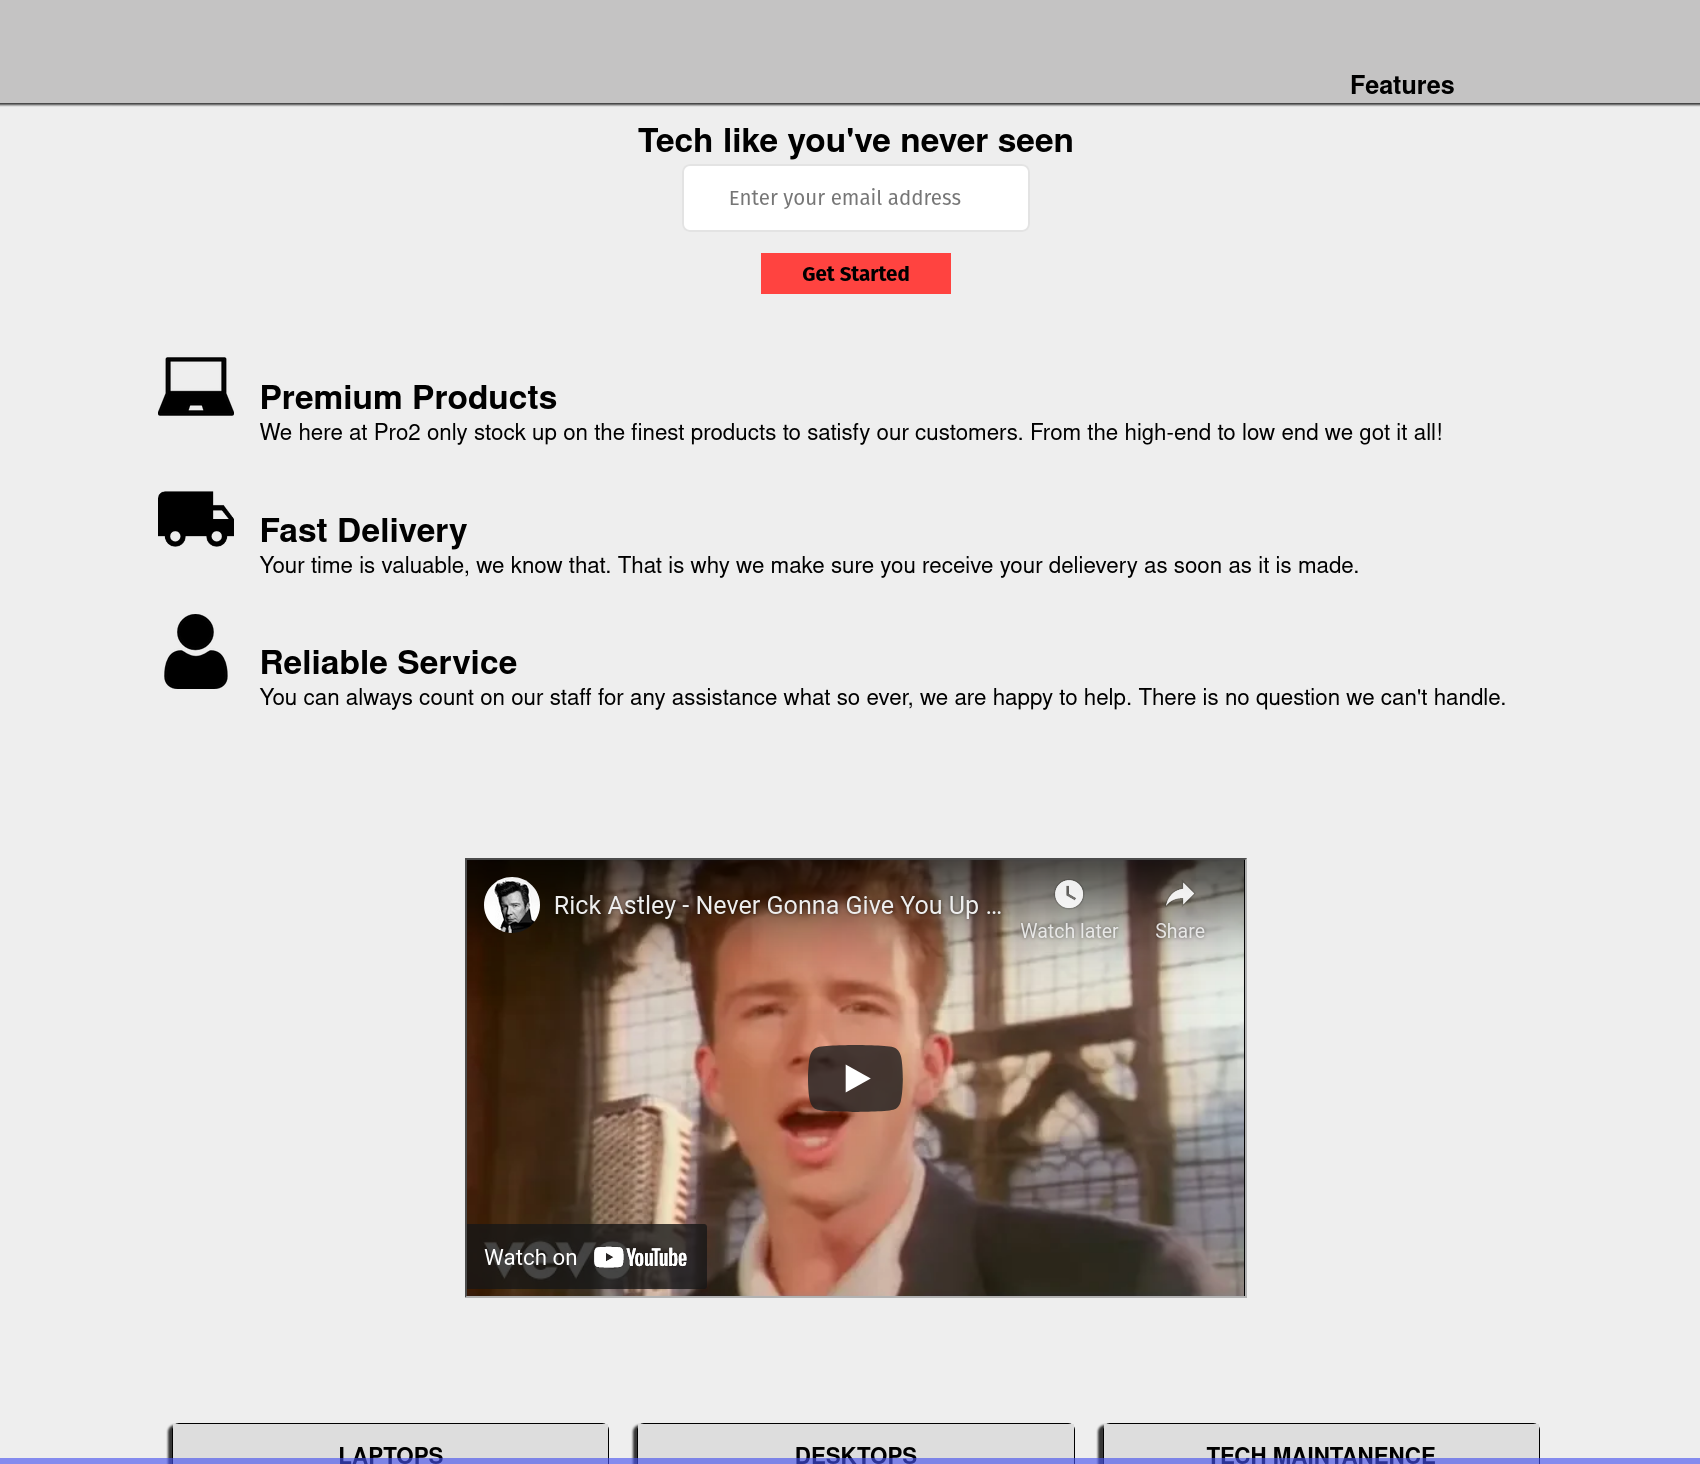 Features
Tech like you've never seen
Enter your email address
Get Started
Premium Products
We here at Pro2 only stock up on the finest products to satisfy our customers. From the high-end to low end we got it all!
Fast Delivery
Your time is valuable, we know that. That is why we make sure you receive your delievery as soon as it is made.
Reliable Service
You can always count on our staff for any assistance what so ever, we are happy to help. There is no question we can't handle.
Rick Astley - Never Gonna Give You Up ...
Watch later
Share
Watch on YouTube
vevo
LAPTOPS
DESKTOPS
TECH MAINTANENCE